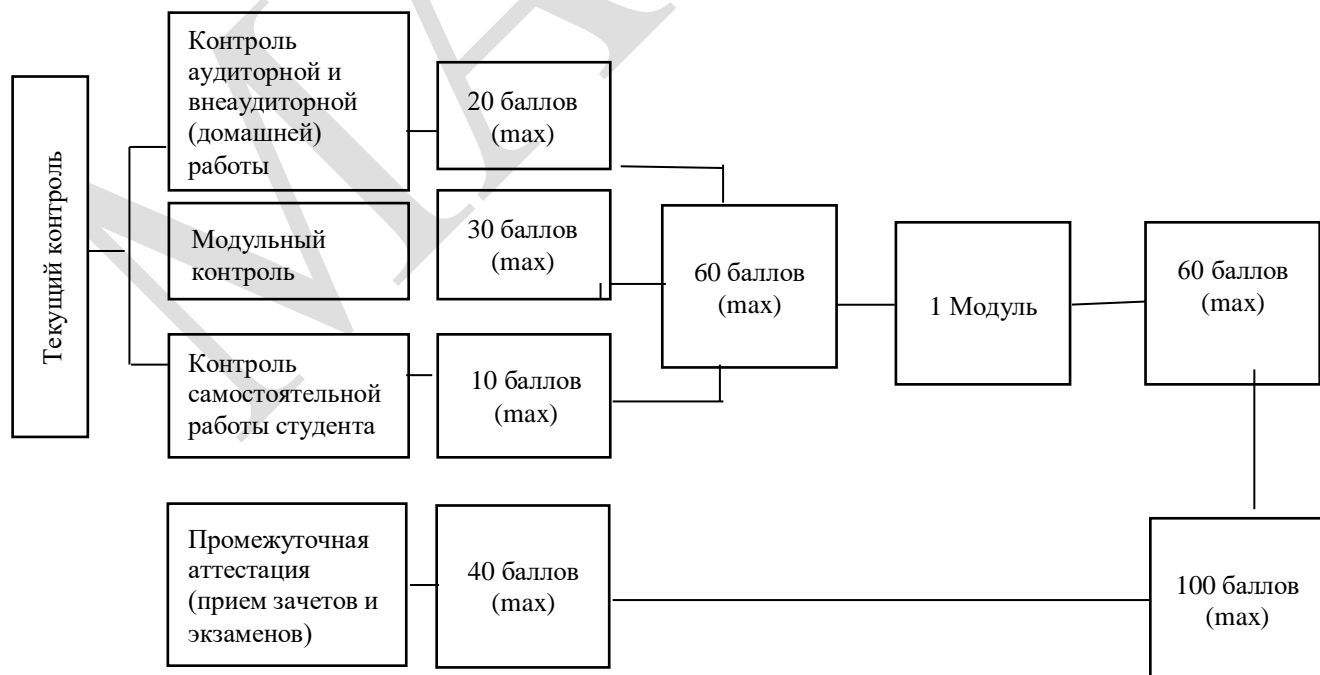 Текущий контроль
Контроль
аудиторной и
внеаудиторной
(домашней)
работы
20 баллов
(max)
Модульный
контроль
30 баллов
(max)
Контроль
самостоятельной
работы студента
10 баллов
(max)
60 баллов
(max)
1 Модуль
60 баллов
(max)
Промежуточная
аттестация
(прием зачетов и
экзаменов)
40 баллов
(max)
100 баллов
(max)